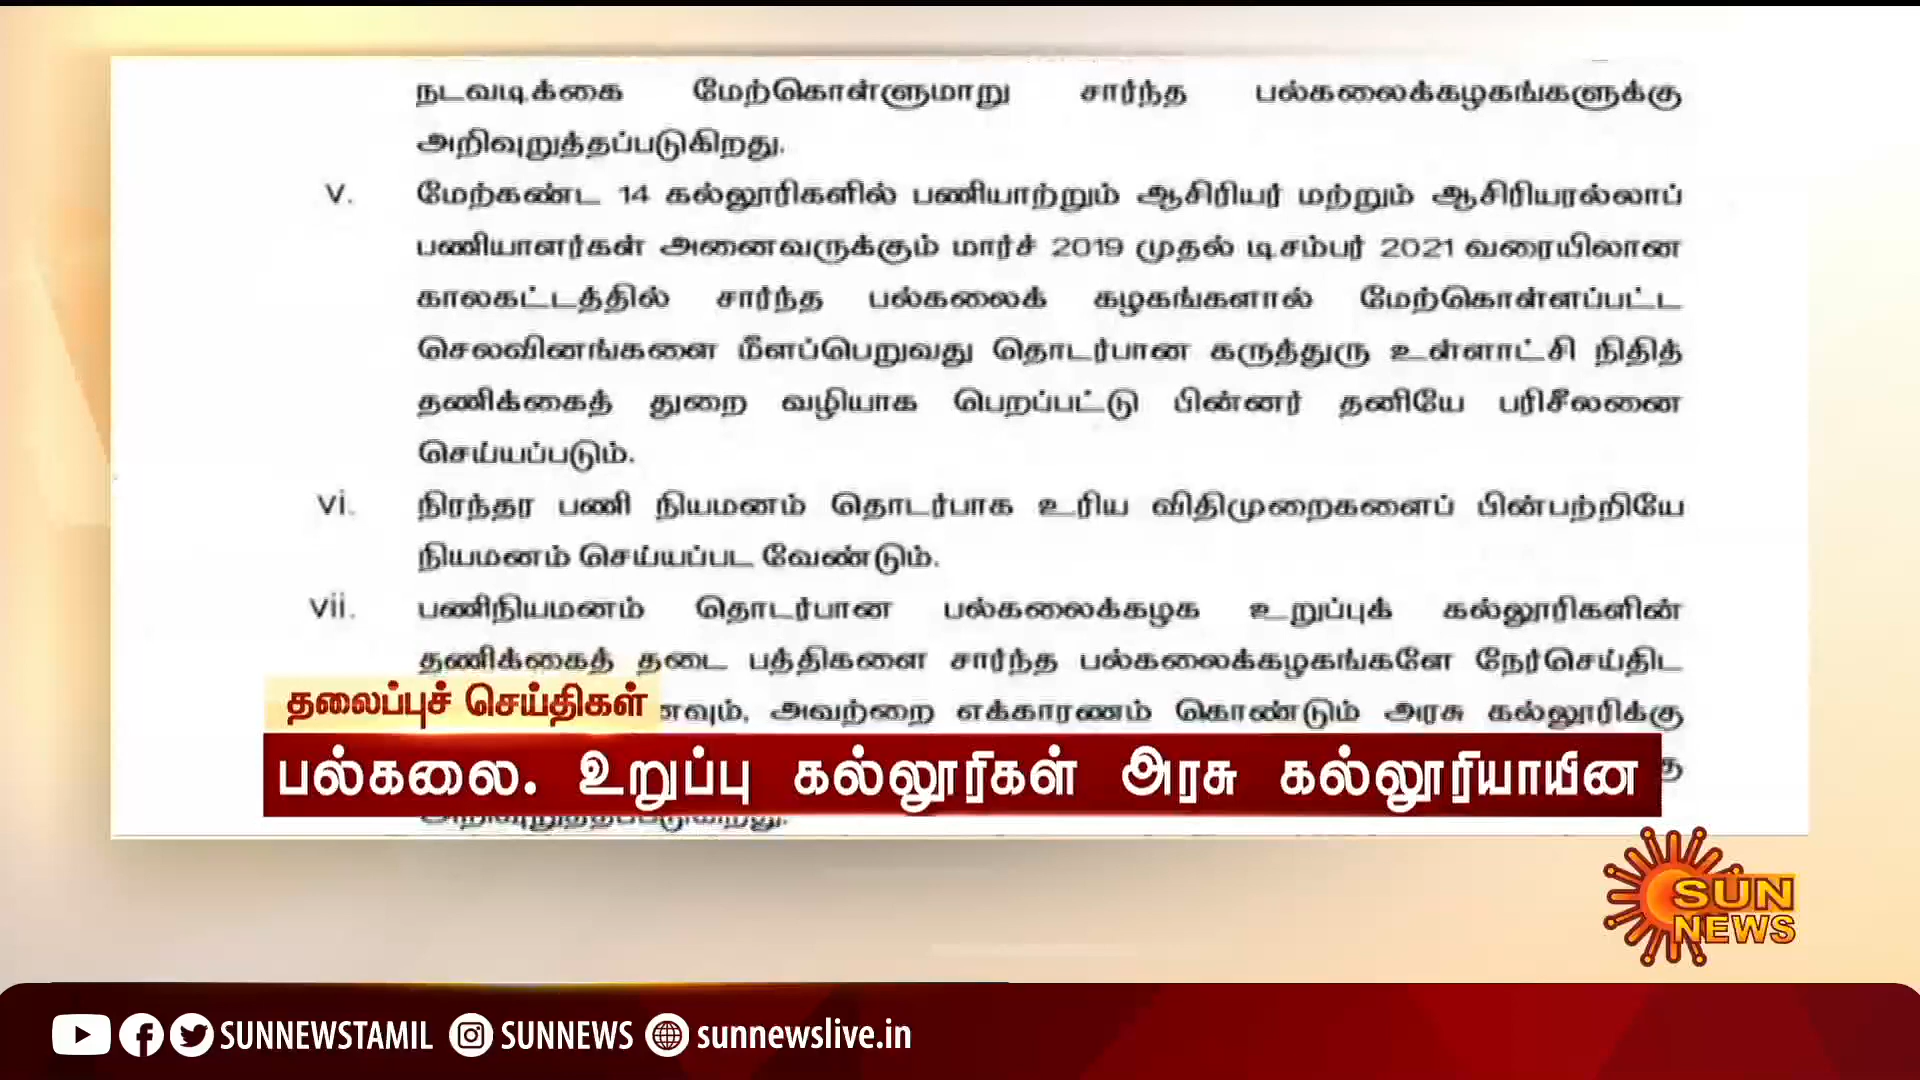 நடவடிக்கை மேற்கொள்ளுமாறு சார்ந்த பல்கலைக்கழகங்களுக்கு
அறிவுறுத்தப்படுகிறது.
v. மேற்கண்ட 14 கல்லூரிகளில் பணியாற்றும் ஆசிரியர் மற்றும் ஆசிரியரல்லாப்
பணியாளர்கள் அனைவருக்கும் மார்ச் 2019 முதல் டிசம்பர் 2021 வரையிலான
காலகட்டத்தில் சார்ந்த பல்கலைக் கழகங்களால் மேற்கொள்ளப்பட்ட
செலவினங்களை மீளப்பெறுவது தொடர்பான கருத்துரு உள்ளாட்சி நிதித்
தணிக்கைத் துறை வழியாக பெறப்பட்டு பின்னர் தனியே பரிசீலனை
செய்யப்படும்.
vi. நிரந்தர பணி நியமனம் தொடர்பாக உரிய விதிமுறைகளைப் பின்பற்றியே
நியமனம் செய்யப்பட வேண்டும்.
vii. பணிநியமனம் தொடர்பான பல்கலைக்கழக உறுப்புக் கல்லூரிகளின்
தணிக்கைத் தடை பத்திகளை சார்ந்த பல்கலைக்கழகங்களே நேர்செய்திட
அவற்றை எக்காரணம் கொண்டும் அரசு கல்லூரிக்கு
தலைப்புச் செய்திகள்
பல்கலை. உறுப்பு கல்லூரிகள் அரசு கல்லூரியாயின
அறிவுறுத்தப்படுகிறது.
SUN
NEWS
SUNNEWSTAMIL SUNNEWS sunnewslive.in